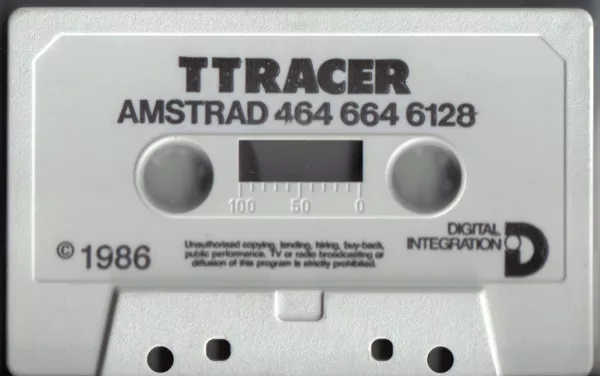 TTRACER
AMSTRAD 464 664 6128
100 50 0
DIGITAL
INTEGRATION
© 1986
Unauthorised copying, lending, hiring, buy-back,
public performance, TV or radio broadcasting or
diffusion of this program is strictly prohibited.